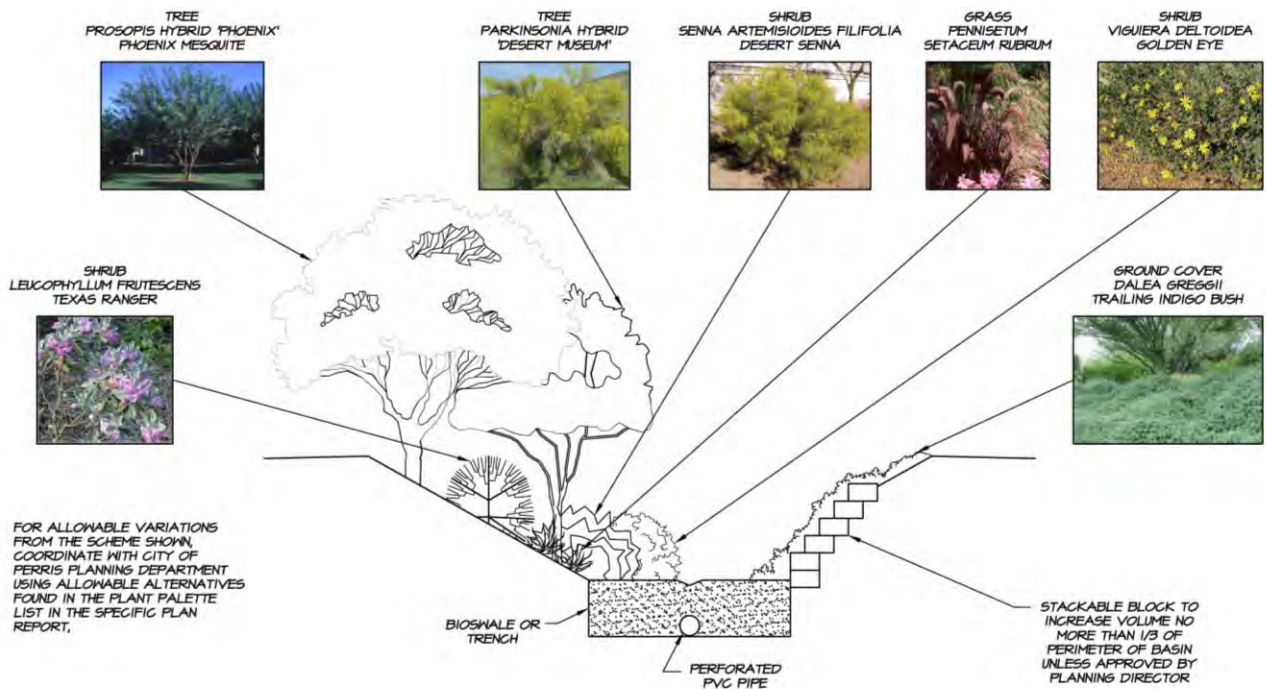 TREE
PROSOPIS HYBRID 'PHOENIX'
PHOENIX MESQUITE
TREE
PARKINSONIA HYBRID
'DESERT MUSEUM'
SHRUB
SENNA ARTEMISIOIDES FILIFOLIA
DESERT SENNA
GRASS
PENNISETUM
SETACEUM RUBRUM
SHRUB
VIGUIERA DELTOIDEA
GOLDEN EYE
SHRUB
LEUCOPHYLLUM FRUTESCENS
TEXAS RANGER
GROUND COVER
DALEA GREGGII
TRAILING INDIGO BUSH
FOR ALLOWABLE VARIATIONS
FROM THE SCHEME SHOWN,
COORDINATE WITH CITY OF
PERRIS PLANNING DEPARTMENT
USING ALLOWABLE ALTERNATIVES
FOUND IN THE PLANT PALETTE
LIST IN THE SPECIFIC PLAN
REPORT,
BIOSWALE OR
TRENCH
PERFORATED
PVC PIPE
STACKABLE BLOCK TO
INCREASE VOLUME NO
MORE THAN 1/3 OF
PERIMETER OF BASIN
UNLESS APPROVED BY
PLANNING DIRECTOR